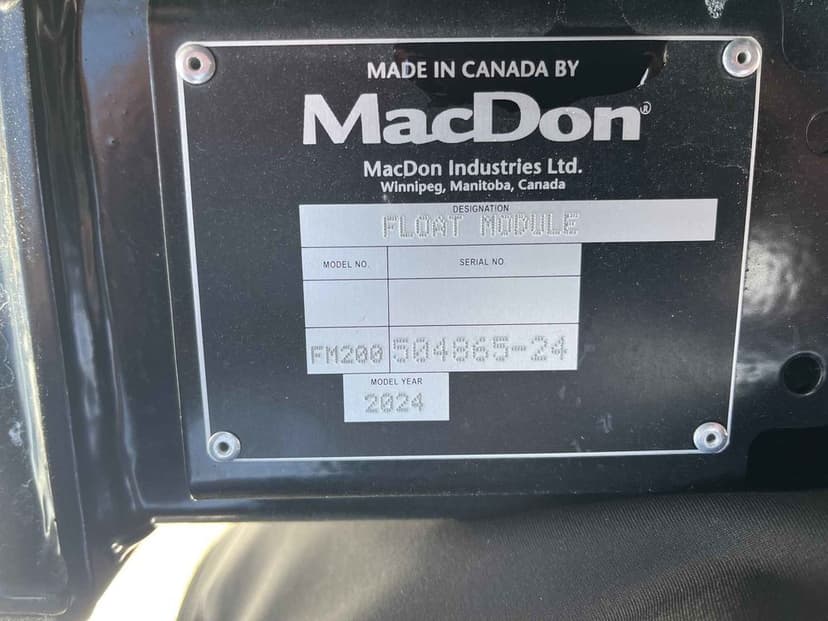 MADE IN CANADA BY
MacDon®
MacDon Industries Ltd.
Winnipeg, Manitoba, Canada
DESIGNATION
FLOAT MODULE
MODEL NO. SERIAL NO.
FM200 504865-24
MODEL YEAR
2024